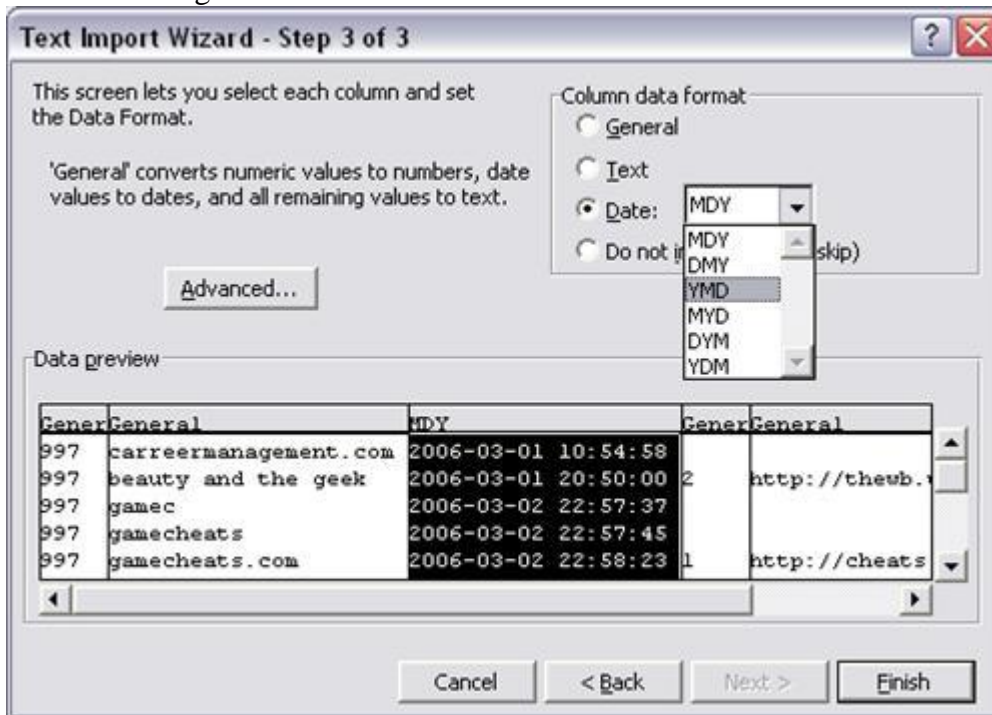 Text Import Wizard - Step 3 of 3
?
This screen lets you select each column and set
the Data Format.
'General' converts numeric values to numbers, date
values to dates, and all remaining values to text.
Advanced...
Column data format
General
Text
Date: MDY
Do not skip)
MDY
DMY
YMD
MYD
DYM
YDM
Data preview
Gener General MDY Gener General
997 carreermanagement.com 2006-03-01 10:54:58
997 beauty and the geek 2006-03-01 20:50:00 2 http://thewb.
997 gamec 2006-03-02 22:57:37
997 gamecheats 2006-03-02 22:57:45
997 gamecheats.com 2006-03-02 22:58:23 1 http://cheats
Cancel
< Back
Next >
Finish